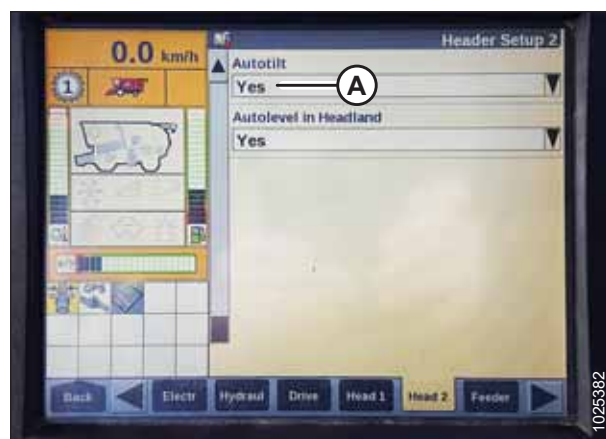 0.0 km/h
Header Setup 2
1
Autotilt
Yes
A
Autolevel in Headland
Yes
Back
Electr
Hydraul
Drive
Head 1
Head 2
Feeder
1025382